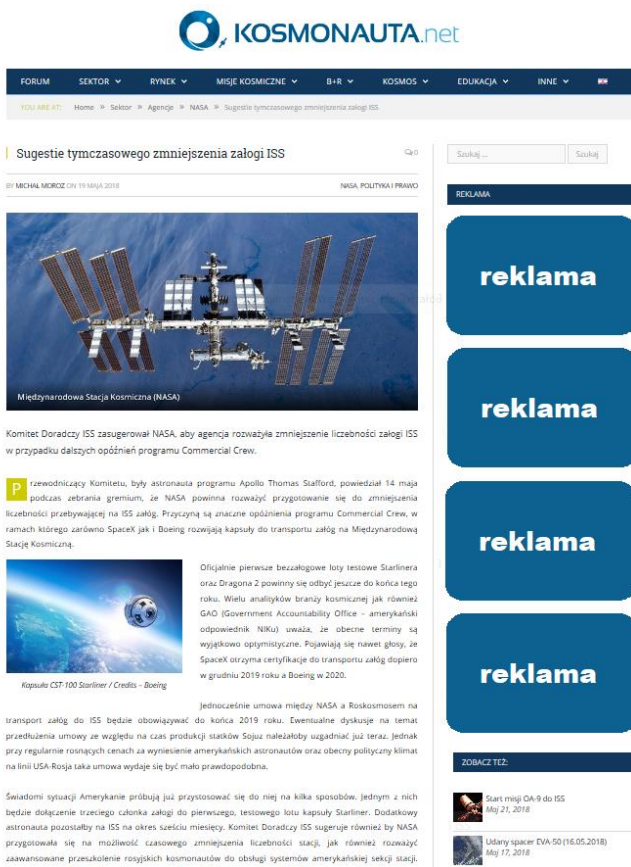 KOSMONAUTA.net
FORUM SEKTOR RYNEK MISJE KOSMICZNE B+R KOSMOS EDUKACJA INNE
YOU ARE AT: Home » Sektor » Agencje » NASA » Sugestie tymczasowego zmniejszenia załogi ISS
Sugestie tymczasowego zmniejszenia załogi ISS
0
BY MICHAŁ MOROZ ON 19 MAJA 2018
NASA, POLITYKA I PRAWO
Międzynarodowa Stacja Kosmiczna (NASA)
Komitet Doradczy ISS zasugerował NASA, aby agencja rozważyła zmniejszenie liczebności załogi ISS
w przypadku dalszych opóźnień programu Commercial Crew.
Przewodniczący Komitetu, były astronauta programu Apollo Thomas Stafford, powiedział 14 maja
podczas zebrania gremium, że NASA powinna rozważyć przygotowanie się do zmniejszenia
liczebności przebywającej na ISS załóg. Przyczyną są znaczne opóźnienia programu Commercial Crew, w
ramach którego zarówno SpaceX jak i Boeing rozwijają kapsuły do transportu załóg na Międzynarodową
Stację Kosmiczną.
Oficjalnie pierwsze bezzałogowe loty testowe Starlinera
oraz Dragona 2 powinny się odbyć jeszcze do końca tego
roku. Wielu analityków branży kosmicznej jak również
GAO (Government Accountability Office – amerykański
odpowiednik NIKu) uważa, że obecne terminy są
wyjątkowo optymistyczne. Pojawiają się nawet głosy, że
SpaceX otrzyma certyfikację do transportu załóg dopiero
w grudniu 2019 roku a Boeing w 2020.
Kapsuła CST-100 Starliner / Credits – Boeing
Jednocześnie umowa między NASA a Roskosmosem na
transport załóg do ISS będzie obowiązywać do końca 2019 roku. Ewentualne dyskusje na temat
przedłużenia umowy ze względu na czas produkcji statków Sojuz należałoby uzgadniać już teraz. Jednak
przy regularnie rosnących cenach za wyniesienie amerykańskich astronautów oraz obecny polityczny klimat
na linii USA-Rosja taka umowa wydaje się być mało prawdopodobna.
Świadomi sytuacji Amerykanie próbują już przystosować się do niej na kilka sposobów. Jednym z nich
będzie dołączenie trzeciego członka załogi do pierwszego, testowego lotu kapsuły Starliner. Dodatkowy
astronauta pozostałby na ISS na okres sześciu miesięcy. Komitet Doradczy ISS sugeruje również by NASA
przygotowała się na możliwość czasowego zmniejszenia liczebności stacji, jak również rozważyć
zaawansowane przeszkolenie rosyjskich kosmonautów do obsługi systemów amerykańskiej sekcji stacji.
Szukaj ... Szukaj
REKLAMA
reklama
reklama
reklama
reklama
ZOBACZ TEŻ:
Start misji OA-9 do ISS
Maj 21, 2018
Udany spacer EVA-50 (16.05.2018)
Maj 17, 2018